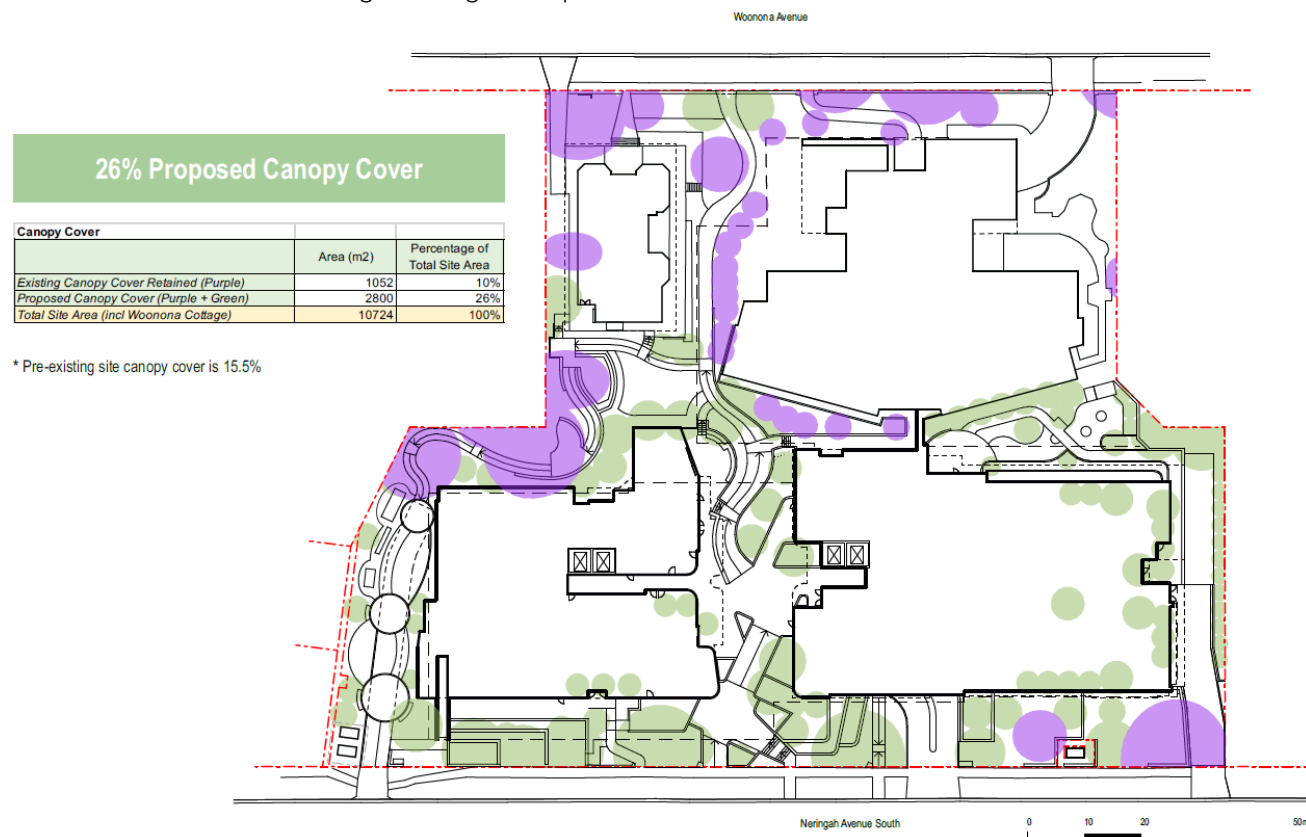 Woonona Avenue
26% Proposed Canopy Cover
Canopy Cover
Area (m2) Percentage of Total Site Area
Existing Canopy Cover Retained (Purple) 1052 10%
Proposed Canopy Cover (Purple + Green) 2800 26%
Total Site Area (incl Woonona Cottage) 10724 100%
* Pre-existing site canopy cover is 15.5%
Neringah Avenue South
0 10 20